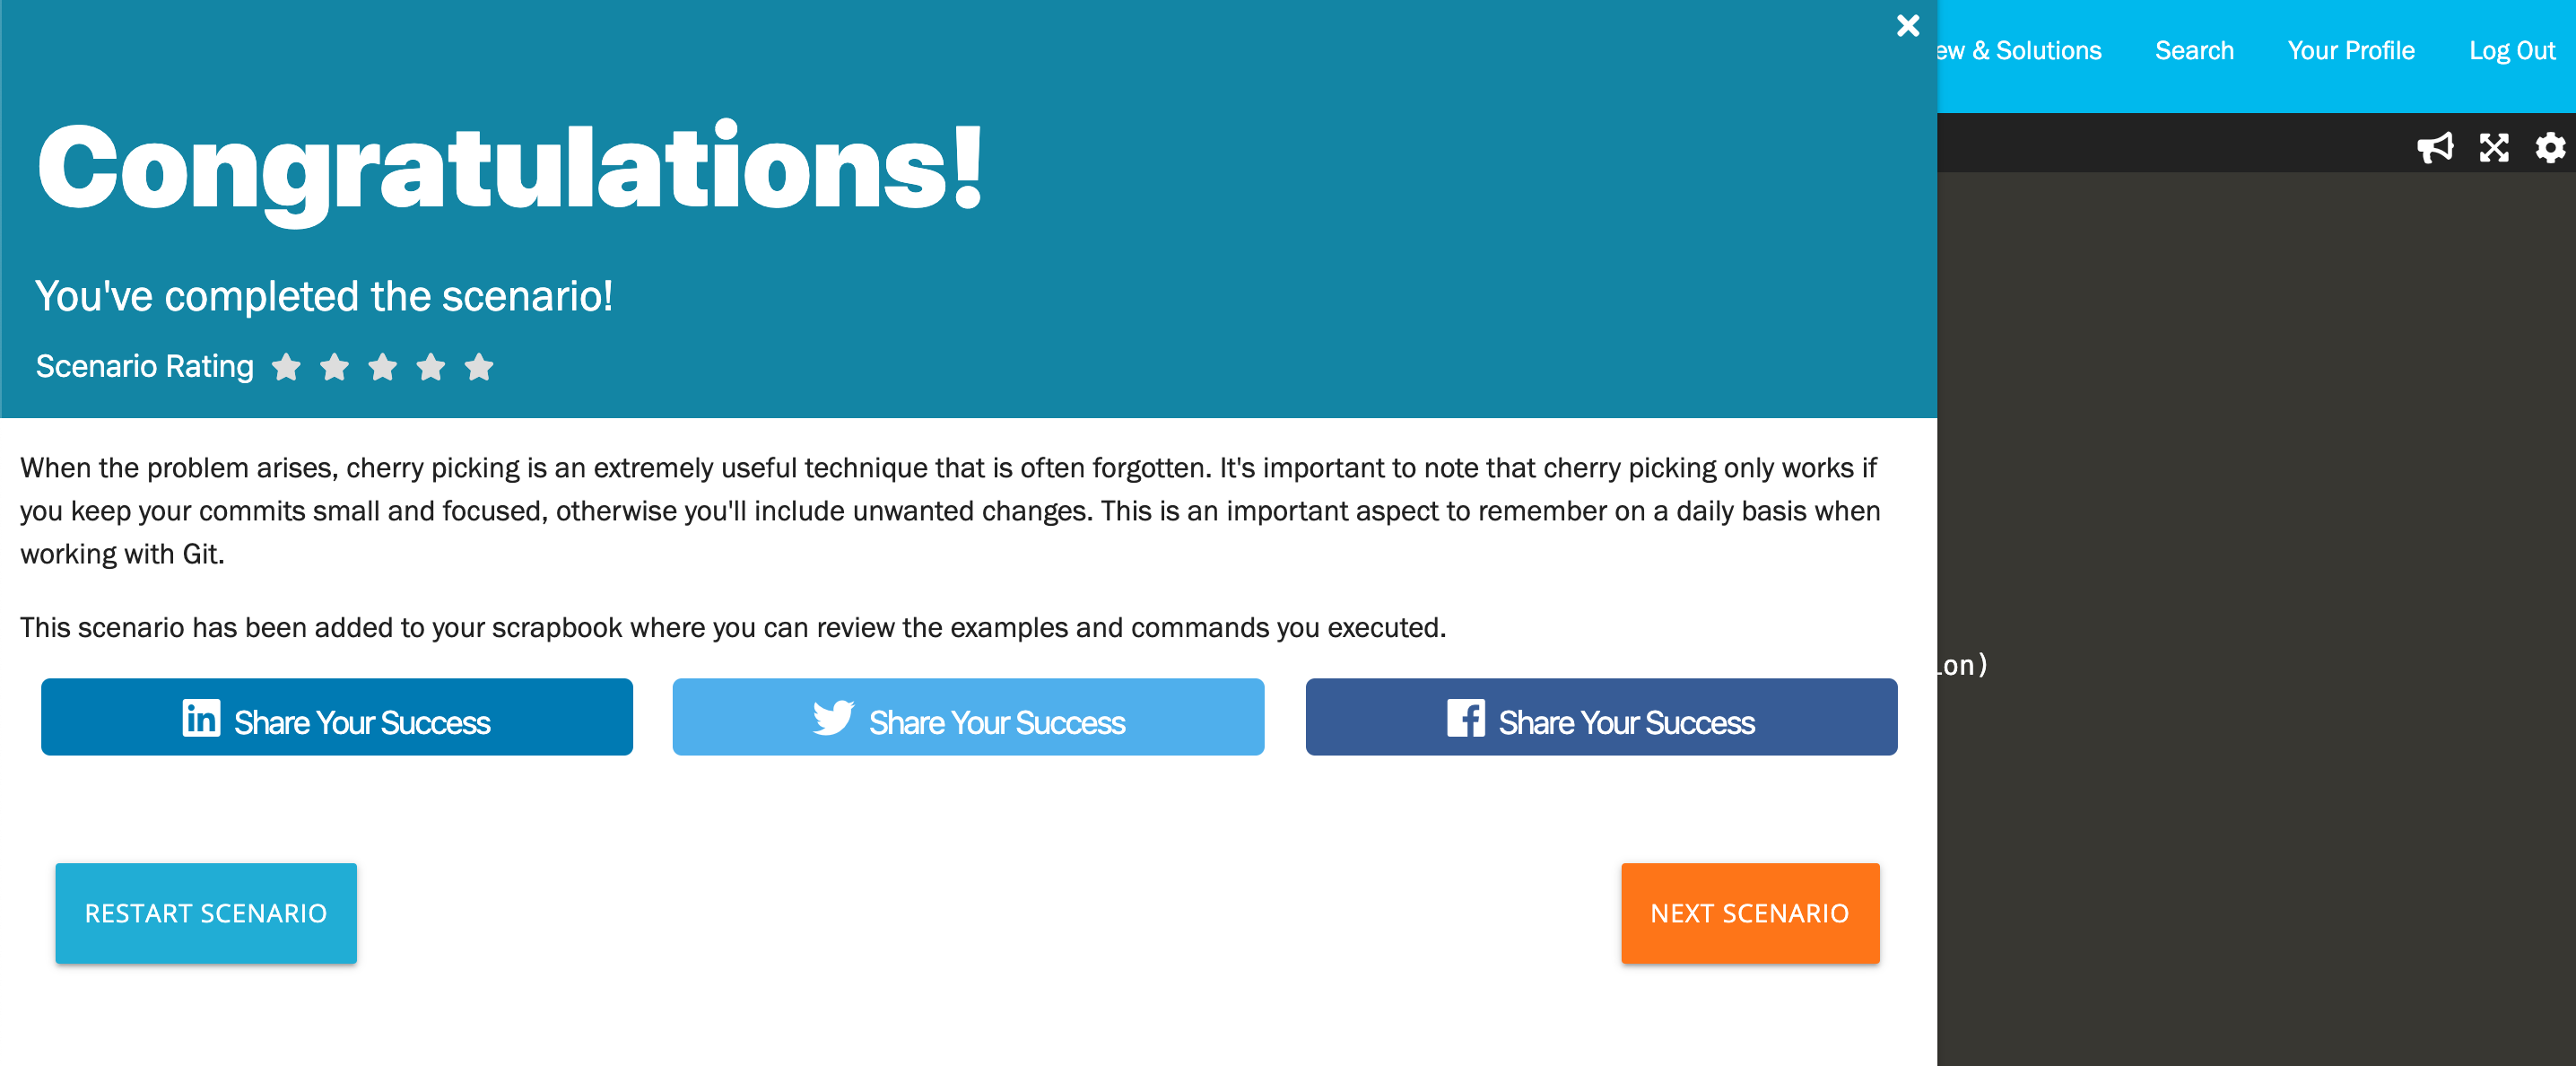 & Solutions
Search
Your Profile
Log Out
Congratulations!
You've completed the scenario!
Scenario Rating
When the problem arises, cherry picking is an extremely useful technique that is often forgotten. It's important to note that cherry picking only works if
you keep your commits small and focused, otherwise you'll include unwanted changes. This is an important aspect to remember on a daily basis when
working with Git.
This scenario has been added to your scrapbook where you can review the examples and commands you executed.
Share Your Success
Share Your Success
Share Your Success
RESTART SCENARIO
NEXT SCENARIO